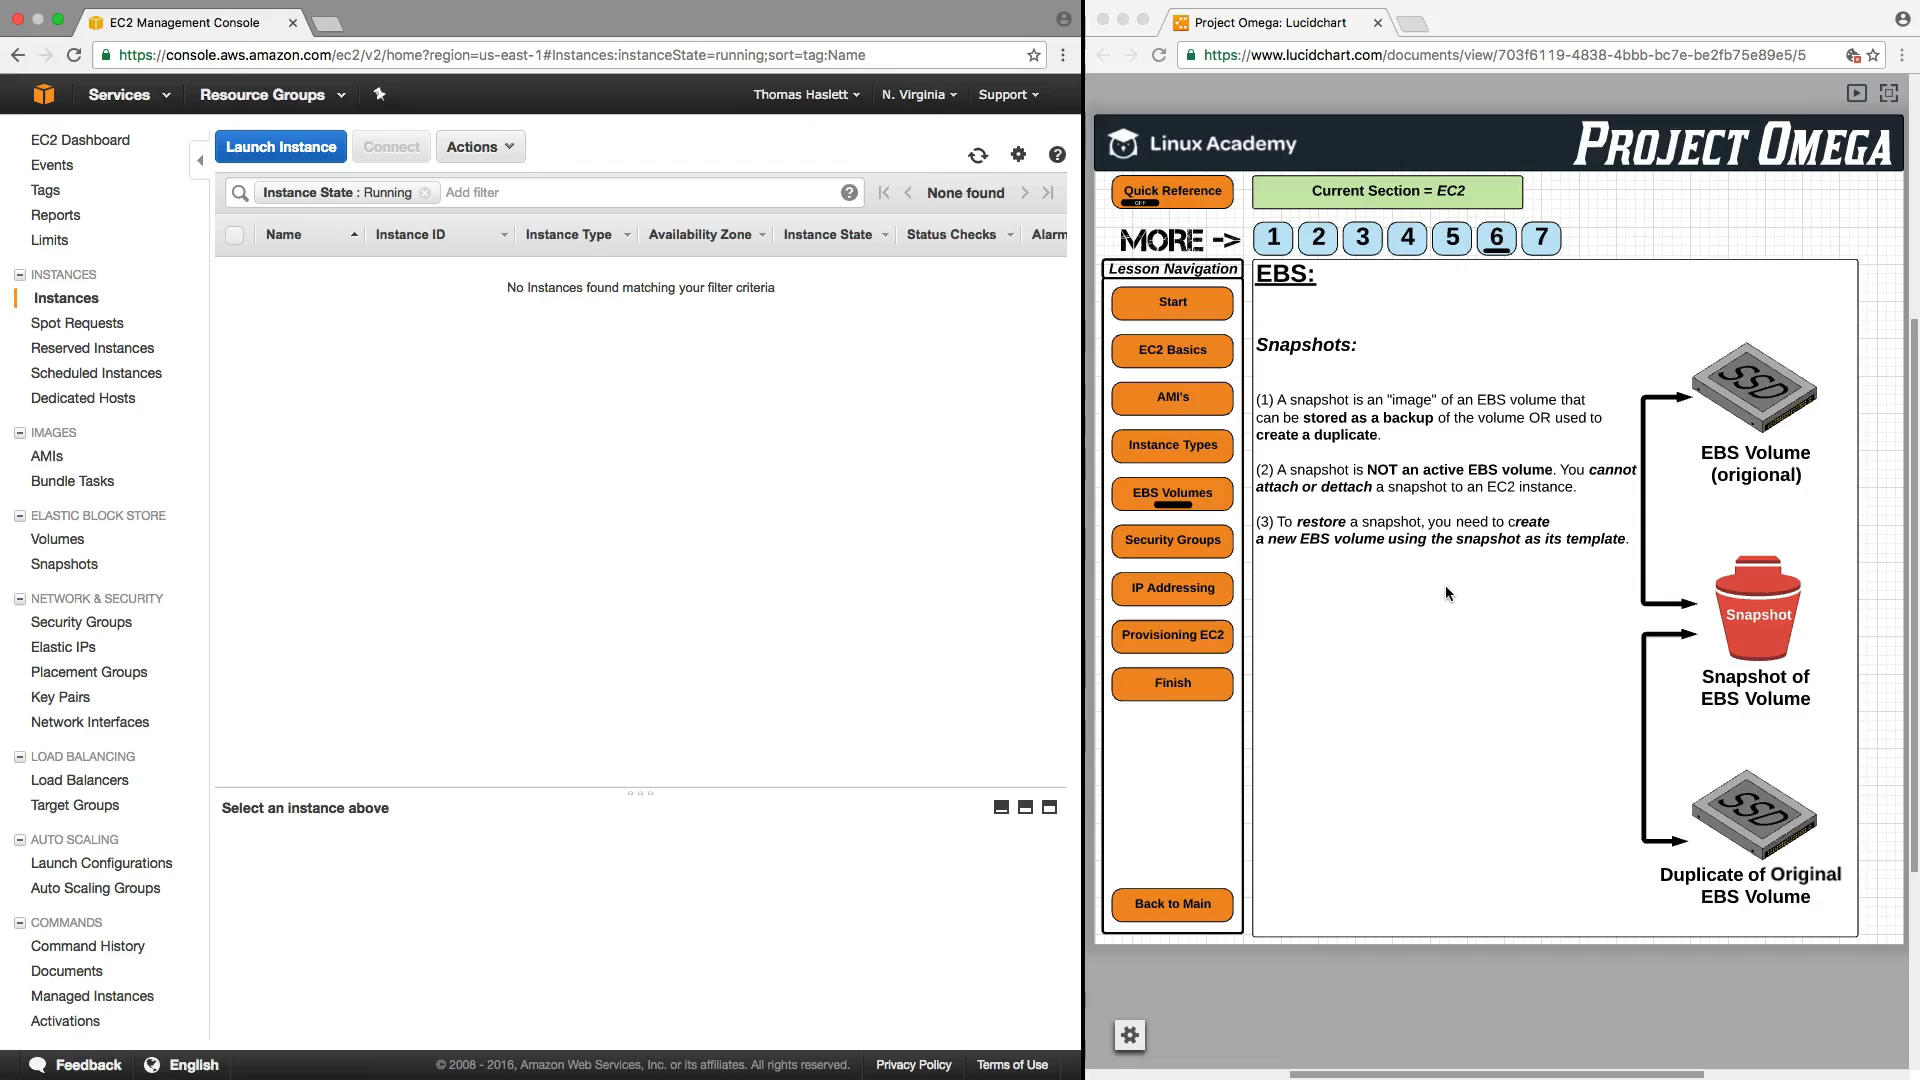 EC2 Management Console
https://console.aws.amazon.com/ec2/v2/home?region=us-east-1#Instances:instanceState=running;sort=tag:Name
Services
Resource Groups
Thomas Haslett
N. Virginia
Support
EC2 Dashboard
Events
Tags
Reports
Limits
INSTANCES
Instances
Spot Requests
Reserved Instances
Scheduled Instances
Dedicated Hosts
IMAGES
AMIs
Bundle Tasks
ELASTIC BLOCK STORE
Volumes
Snapshots
NETWORK & SECURITY
Security Groups
Elastic IPs
Placement Groups
Key Pairs
Network Interfaces
LOAD BALANCING
Load Balancers
Target Groups
AUTO SCALING
Launch Configurations
Auto Scaling Groups
COMMANDS
Command History
Documents
Managed Instances
Activations
Launch Instance
Connect
Actions
Instance State : Running
Add filter
None found
Name
Instance ID
Instance Type
Availability Zone
Instance State
Status Checks
Alarm
No Instances found matching your filter criteria
Select an instance above
Feedback
English
© 2008 - 2016, Amazon Web Services, Inc. or its affiliates. All rights reserved.
Privacy Policy
Terms of Use
Project Omega: Lucidchart
https://www.lucidchart.com/documents/view/703f6119-4838-4bbb-bc7e-be2fb75e89e5/5
Linux Academy
PROJECT OMEGA
Quick Reference
OFF
Current Section = EC2
MORE ->
1
2
3
4
5
6
7
Lesson Navigation
Start
EC2 Basics
AMI's
Instance Types
EBS Volumes
Security Groups
IP Addressing
Provisioning EC2
Finish
Back to Main
EBS:
Snapshots:
(1) A snapshot is an "image" of an EBS volume that
can be stored as a backup of the volume OR used to
create a duplicate.
(2) A snapshot is NOT an active EBS volume. You cannot
attach or dettach a snapshot to an EC2 instance.
(3) To restore a snapshot, you need to create
a new EBS volume using the snapshot as its template.
SSD
EBS Volume
(origional)
Snapshot
Snapshot of
EBS Volume
SSD
Duplicate of Original
EBS Volume